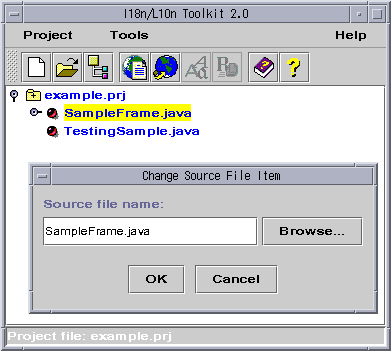 I18n/L10n Toolkit 2.0
Project Tools Help
example.prj
SampleFrame.java
TestingSample.java
Change Source File Item
Source file name:
SampleFrame.java Browse...
OK Cancel
Project file: example.prj